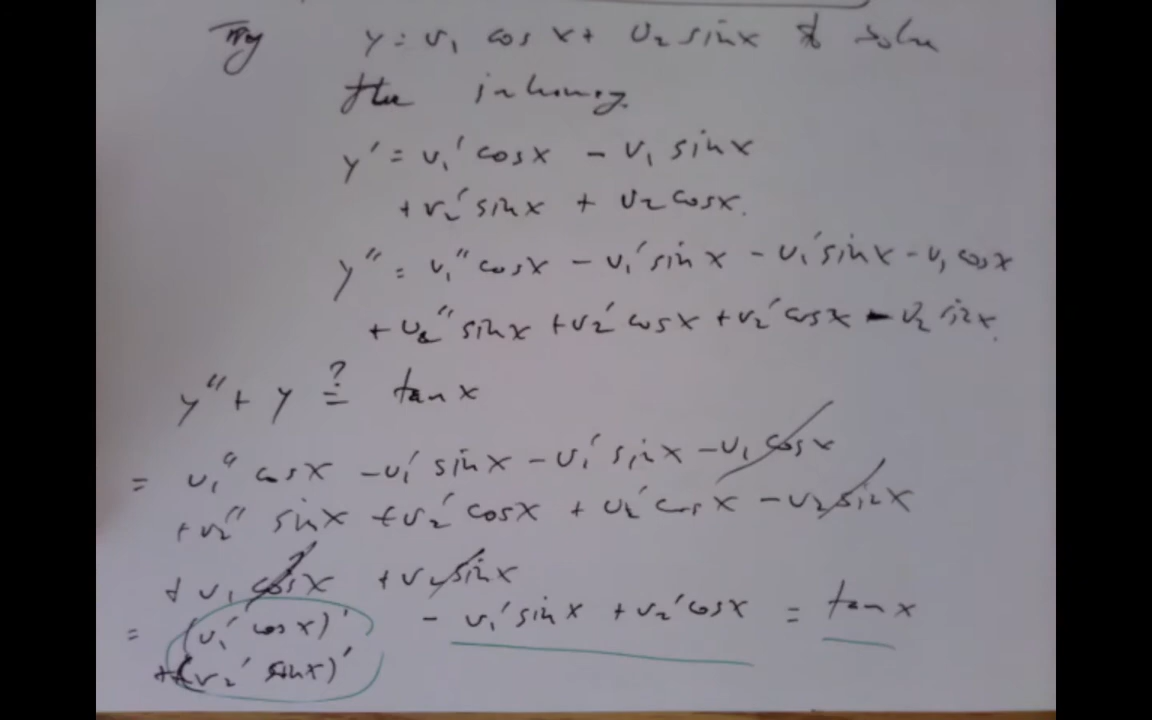 Try y = v₁ cos x + v₂ sin x to solve
the inhomog.
y' = v₁' cos x - v₁ sin x
+ v₂' sin x + v₂ cos x.
y'' = v₁'' cos x - v₁' sin x - v₁' sin x - v₁ cos x
+ v₂'' sin x + v₂' cos x + v₂' cos x - v₂ sin x.
y'' + y ≟ tan x
= v₁'' cos x - v₁' sin x - v₁' sin x - v₁ cos x
+ v₂'' sin x + v₂' cos x + v₂' cos x - v₂ sin x
+ v₁ cos x + v₂ sin x
= (v₁' cos x)' - v₁' sin x + v₂' cos x = tan x
+ (v₂' sin x)'